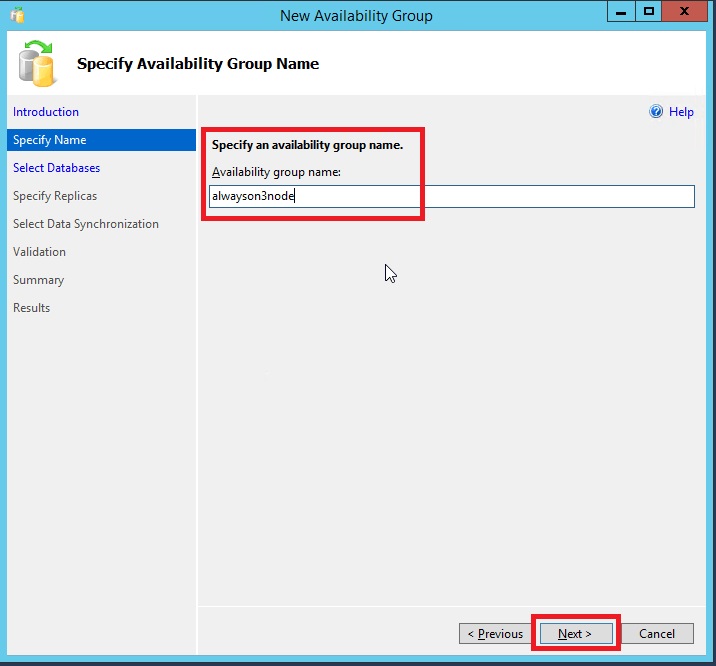 New Availability Group
Specify Availability Group Name
Introduction
Specify Name
Select Databases
Specify Replicas
Select Data Synchronization
Validation
Summary
Results
Help
Specify an availability group name.
Availability group name:
alwayson3node
< Previous
Next >
Cancel